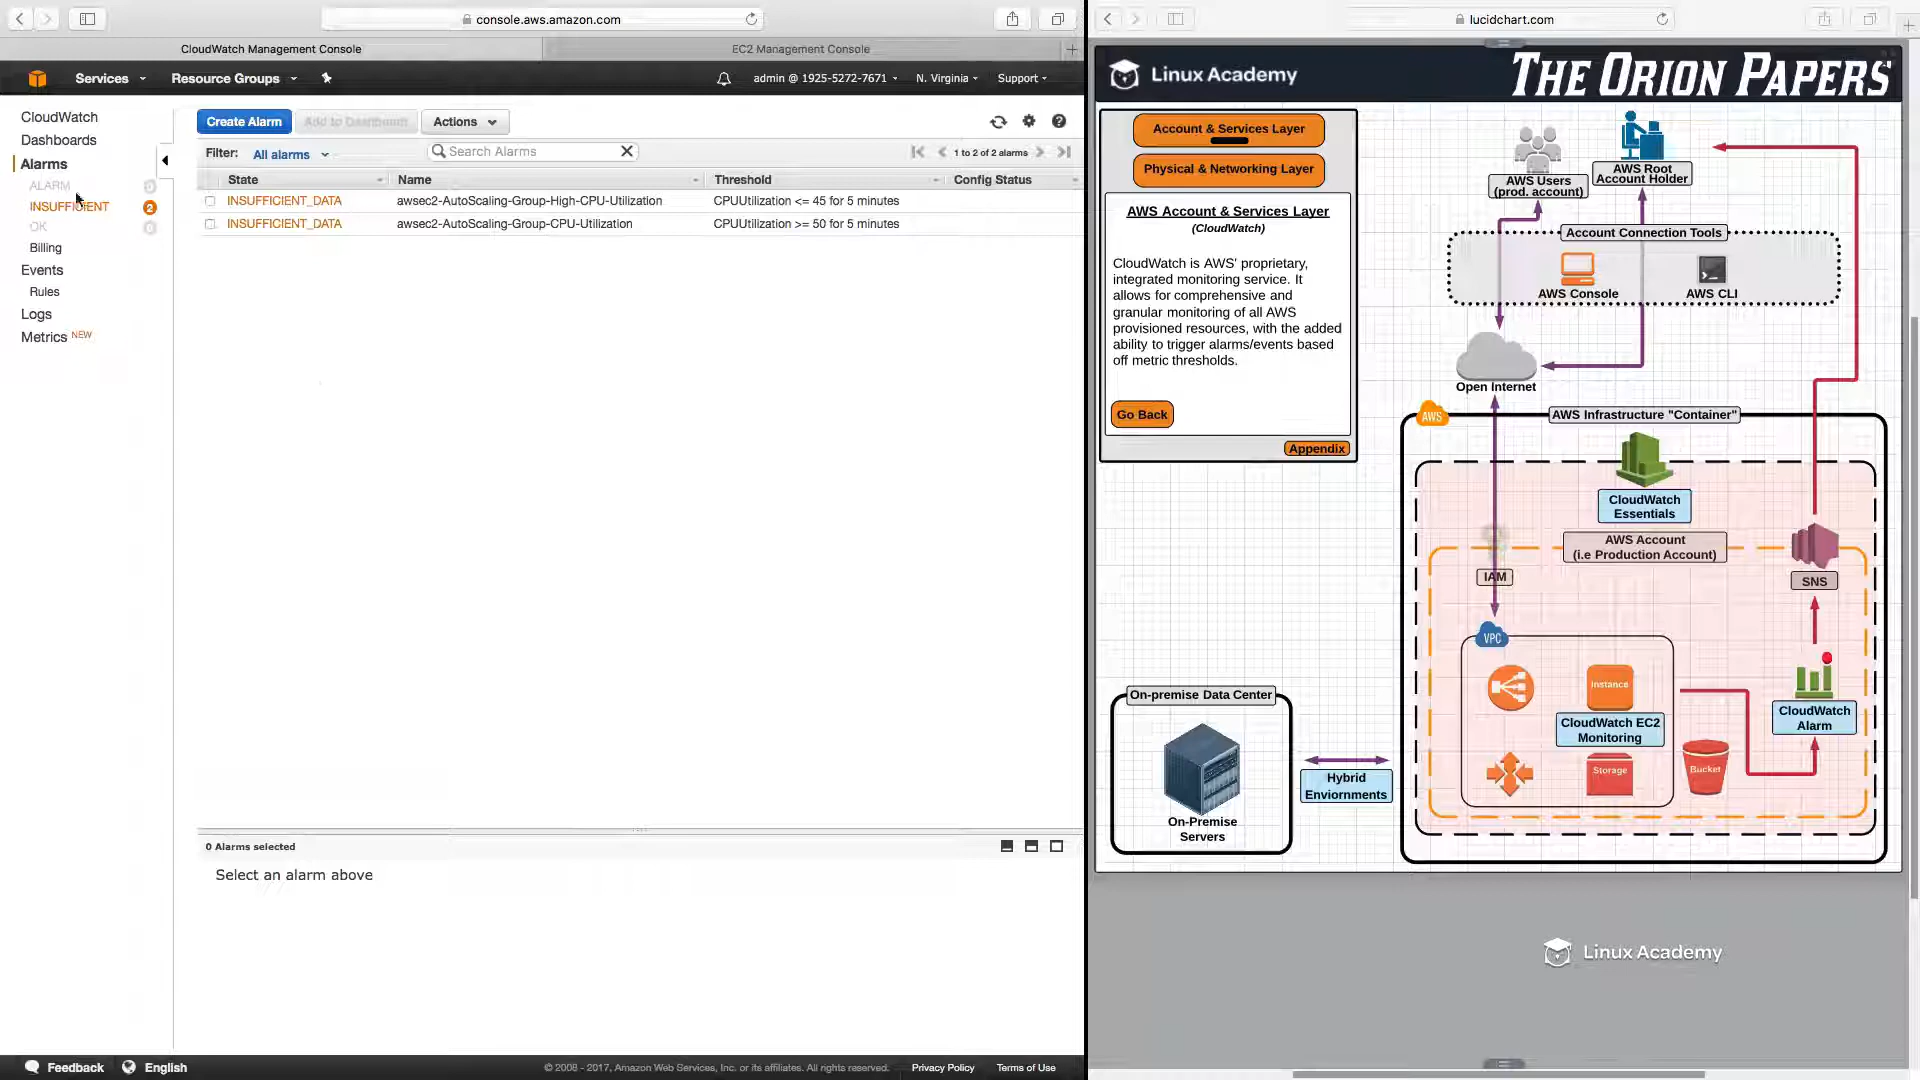 console.aws.amazon.com
CloudWatch Management Console
EC2 Management Console
Services
Resource Groups
admin @ 1925-5272-7671
N. Virginia
Support
CloudWatch
Dashboards
Alarms
ALARM 0
INSUFFICIENT 2
OK 0
Billing
Events
Rules
Logs
Metrics NEW
Create Alarm
Add to Dashboard
Actions
Filter: All alarms
Search Alarms
1 to 2 of 2 alarms
State Name Threshold Config Status
INSUFFICIENT_DATA awsec2-AutoScaling-Group-High-CPU-Utilization CPUUtilization <= 45 for 5 minutes
INSUFFICIENT_DATA awsec2-AutoScaling-Group-CPU-Utilization CPUUtilization >= 50 for 5 minutes
0 Alarms selected
Select an alarm above
Feedback
English
© 2008 - 2017, Amazon Web Services, Inc. or its affiliates. All rights reserved.
Privacy Policy
Terms of Use
lucidchart.com
Linux Academy
THE ORION PAPERS
Account & Services Layer
Physical & Networking Layer
AWS Account & Services Layer
(CloudWatch)
CloudWatch is AWS' proprietary,
integrated monitoring service. It
allows for comprehensive and
granular monitoring of all AWS
provisioned resources, with the added
ability to trigger alarms/events based
off metric thresholds.
Go Back
Appendix
AWS Users
(prod. account)
AWS Root
Account Holder
Account Connection Tools
AWS Console
AWS CLI
Open Internet
AWS
AWS Infrastructure "Container"
CloudWatch
Essentials
AWS Account
(i.e Production Account)
IAM
SNS
VPC
Instance
CloudWatch EC2
Monitoring
Storage
Bucket
CloudWatch
Alarm
On-premise Data Center
On-Premise
Servers
Hybrid
Enviornments
Linux Academy